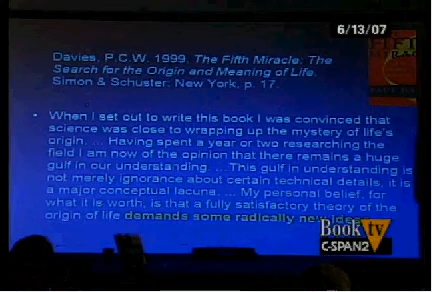 6/13/07
FIFTH
MIRACLE
Davies, P.C.W. 1999. The Fifth Miracle: The
Search for the Origin and Meaning of Life.
Simon & Schuster: New York, p. 17.
• When I set out to write this book I was convinced that
science was close to wrapping up the mystery of life's
origin. ... Having spent a year or two researching the
field I am now of the opinion that there remains a huge
gulf in our understanding. ... This gulf in understanding is
not merely ignorance about certain technical details, it is
a major conceptual lacuna. ... My personal belief, for
what it is worth, is that a fully satisfactory theory of the
origin of life demands some radically new ideas
Book tv
C-SPAN2